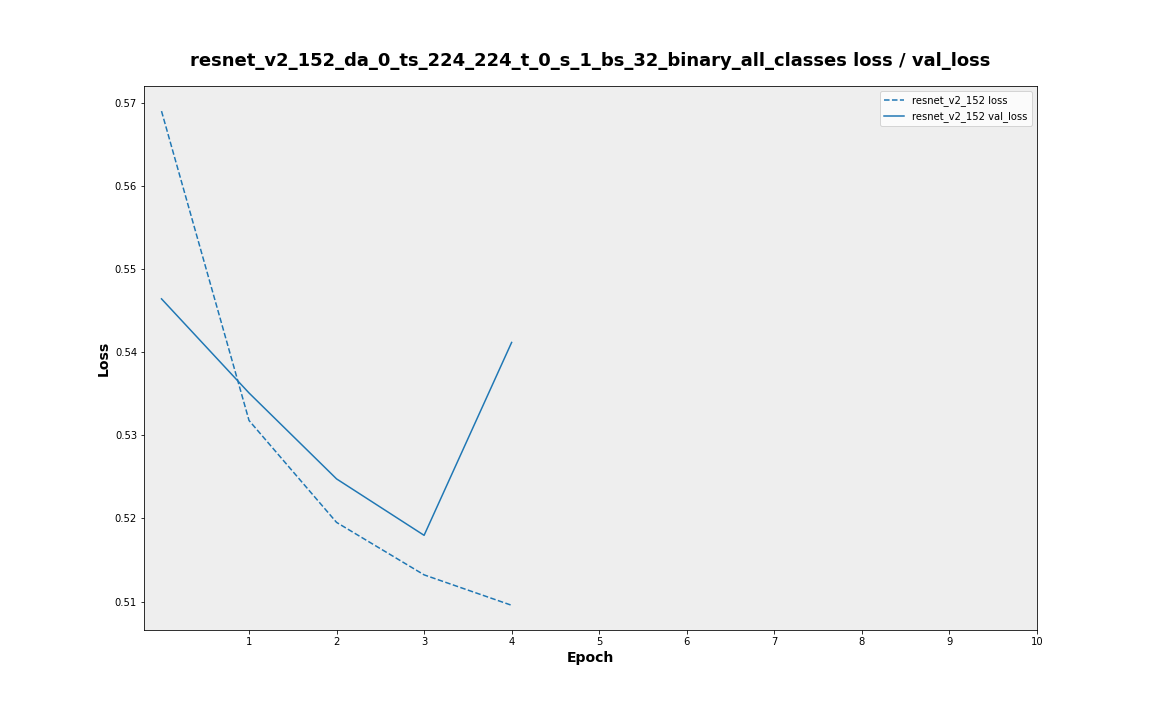 resnet_v2_152_da_0_ts_224_224_t_0_s_1_bs_32_binary_all_classes loss / val_loss
resnet_v2_152 loss
resnet_v2_152 val_loss
Loss
0.57
0.56
0.55
0.54
0.53
0.52
0.51
1 2 3 4 5 6 7 8 9 10
Epoch